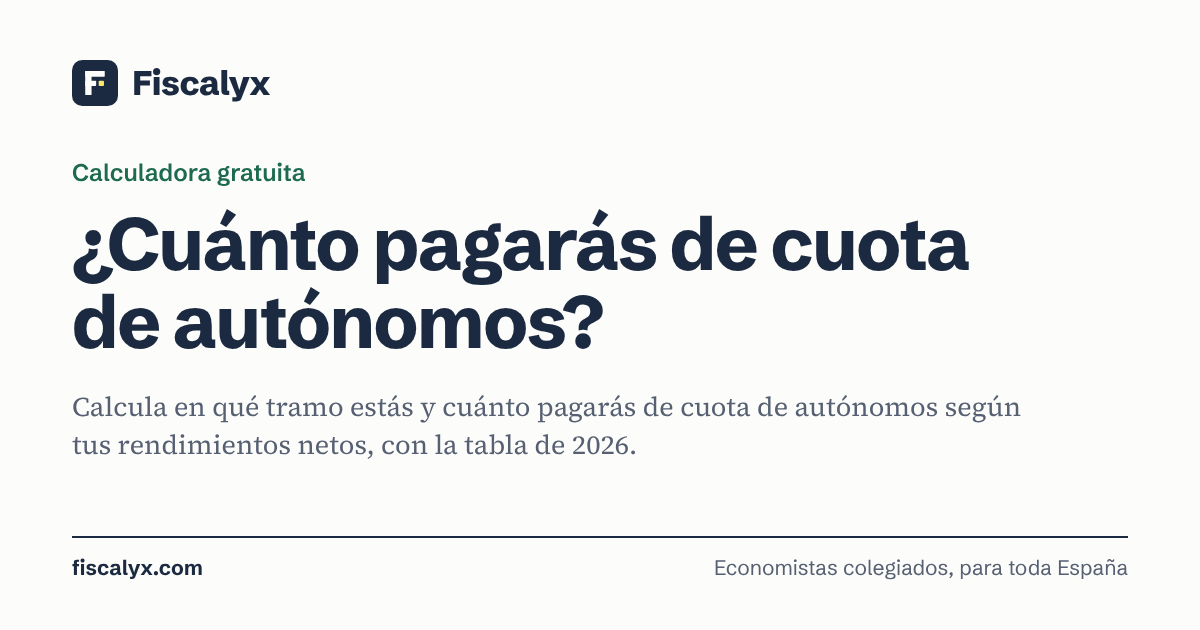 F Fiscalyx
Calculadora gratuita
¿Cuánto pagarás de cuota
de autónomos?
Calcula en qué tramo estás y cuánto pagarás de cuota de autónomos según
tus rendimientos netos, con la tabla de 2026.
fiscalyx.com
Economistas colegiados, para toda España